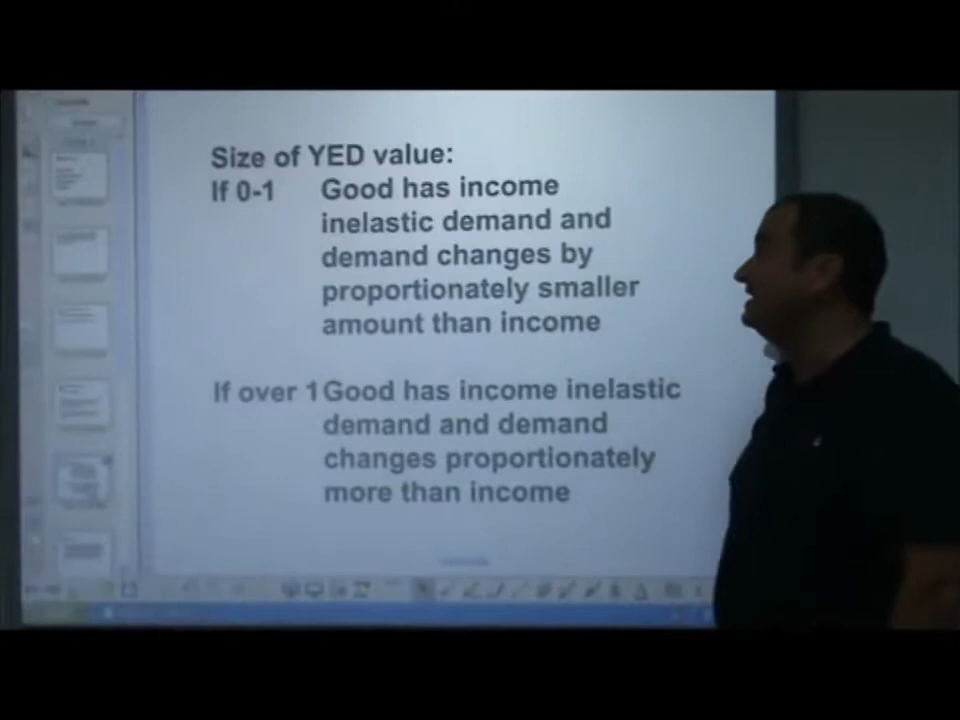 Size of YED value:
If 0-1 Good has income
inelastic demand and
demand changes by
proportionately smaller
amount than income
If over 1 Good has income inelastic
demand and demand
changes proportionately
more than income